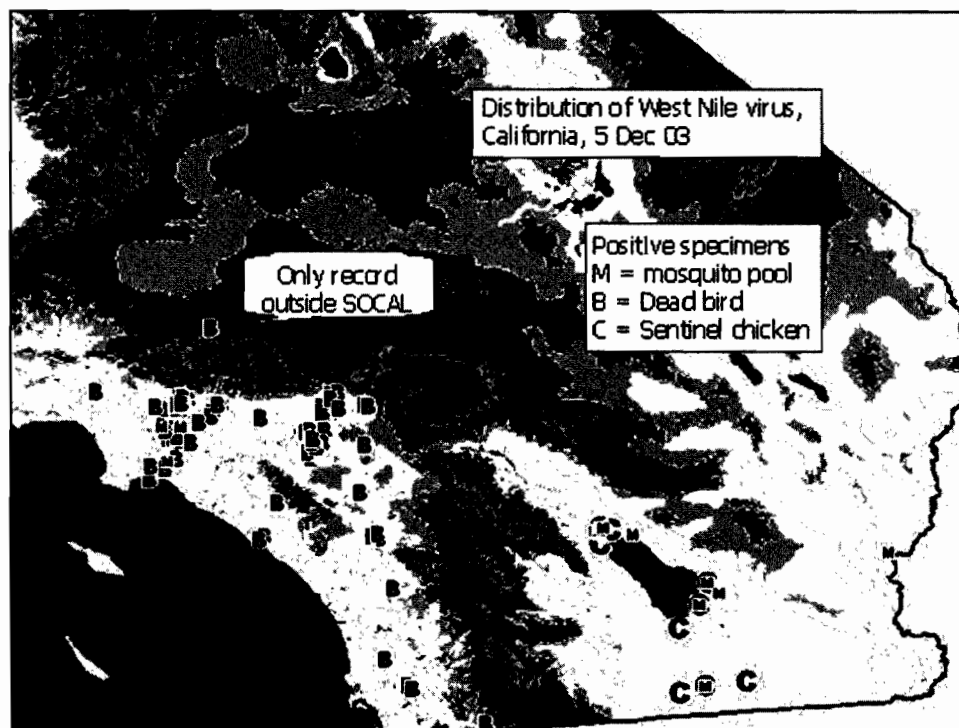 Distribution of West Nile virus,
California, 5 Dec 03
Positive specimens
M = mosquito pool
B = Dead bird
C = Sentinel chicken
Only record
outside SOCAL
B
B
B
B
B
B
B
B
B
B
B
M
M
M
C
C
M
C